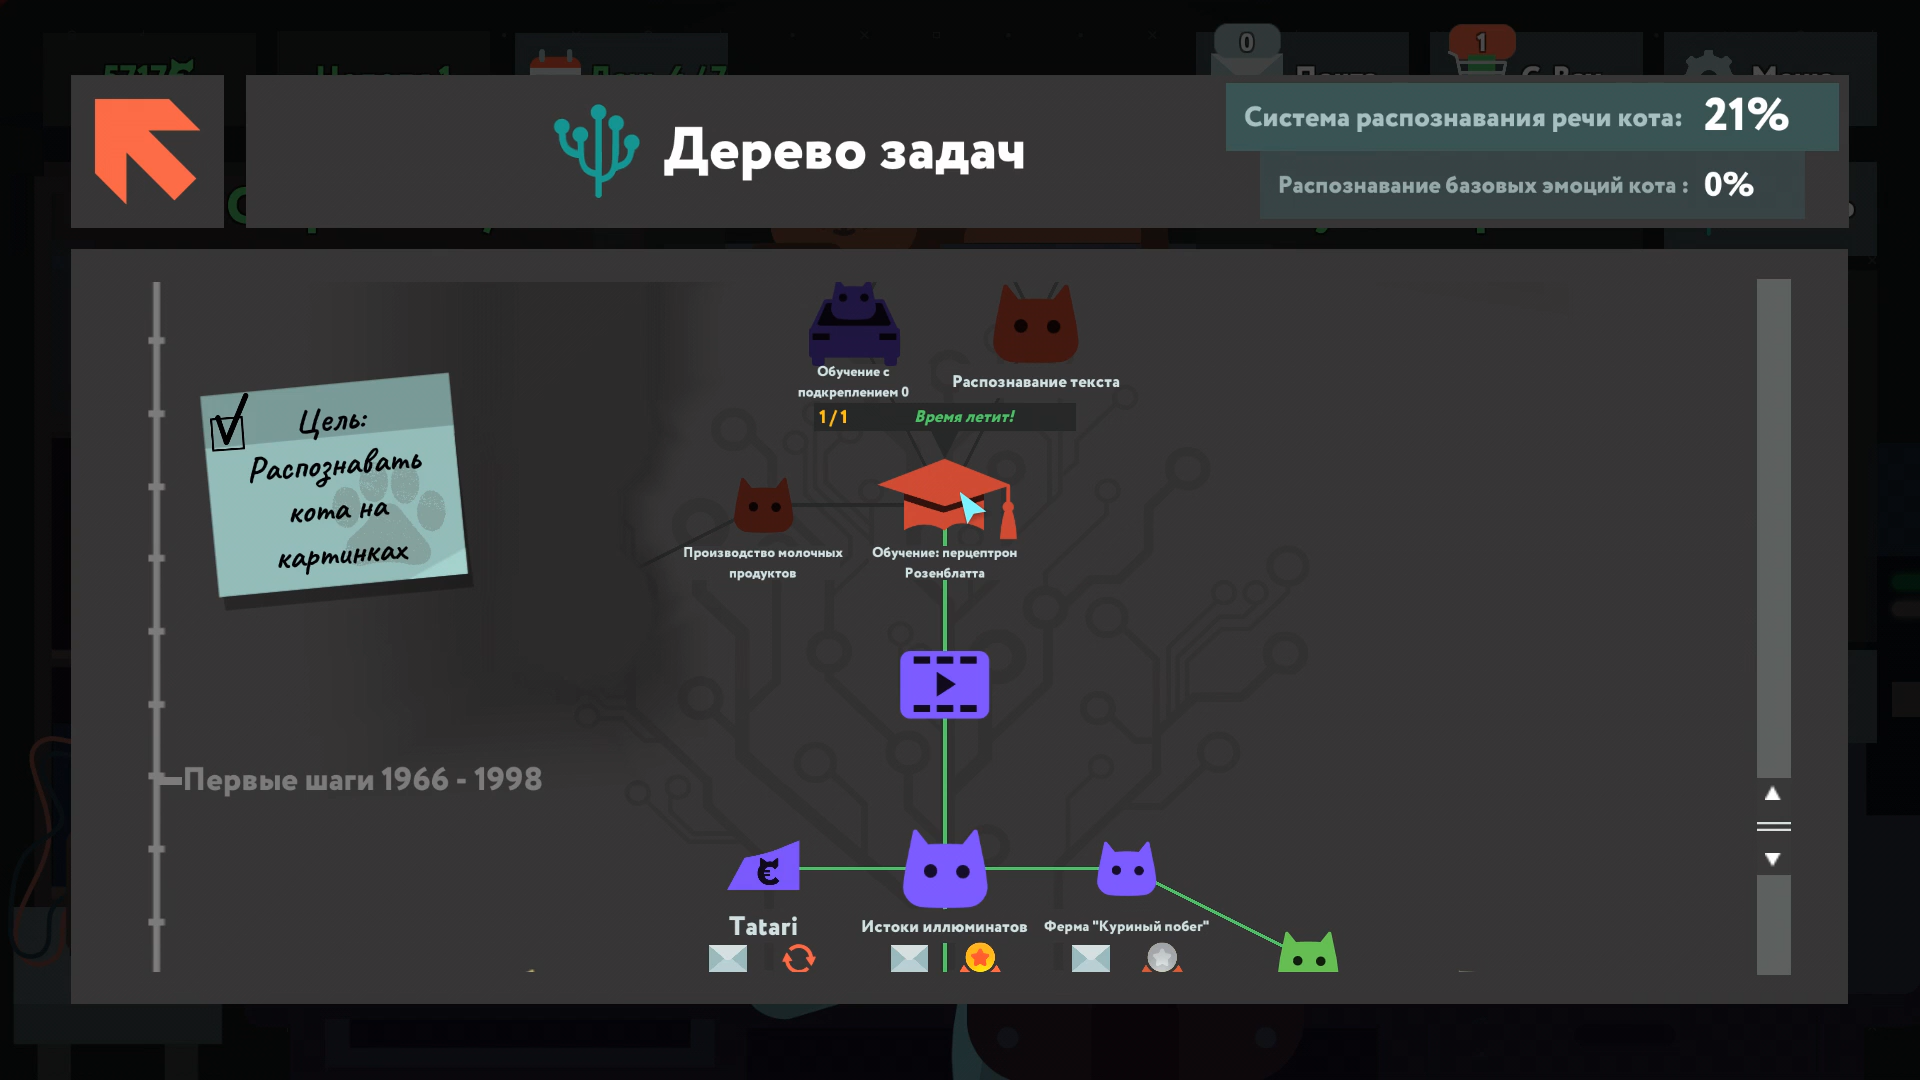 0
1
Дерево задач
Система распознавания речи кота: 21%
Распознавание базовых эмоций кота : 0%
Цель:
Распознавать
кота на
картинках
Обучение с
подкреплением 0
Распознавание текста
1/1 Время летит!
Производство молочных
продуктов
Обучение: перцептрон
Розенблатта
Первые шаги 1966 - 1998
Tatari
Истоки иллюминатов
Ферма "Куриный побег"